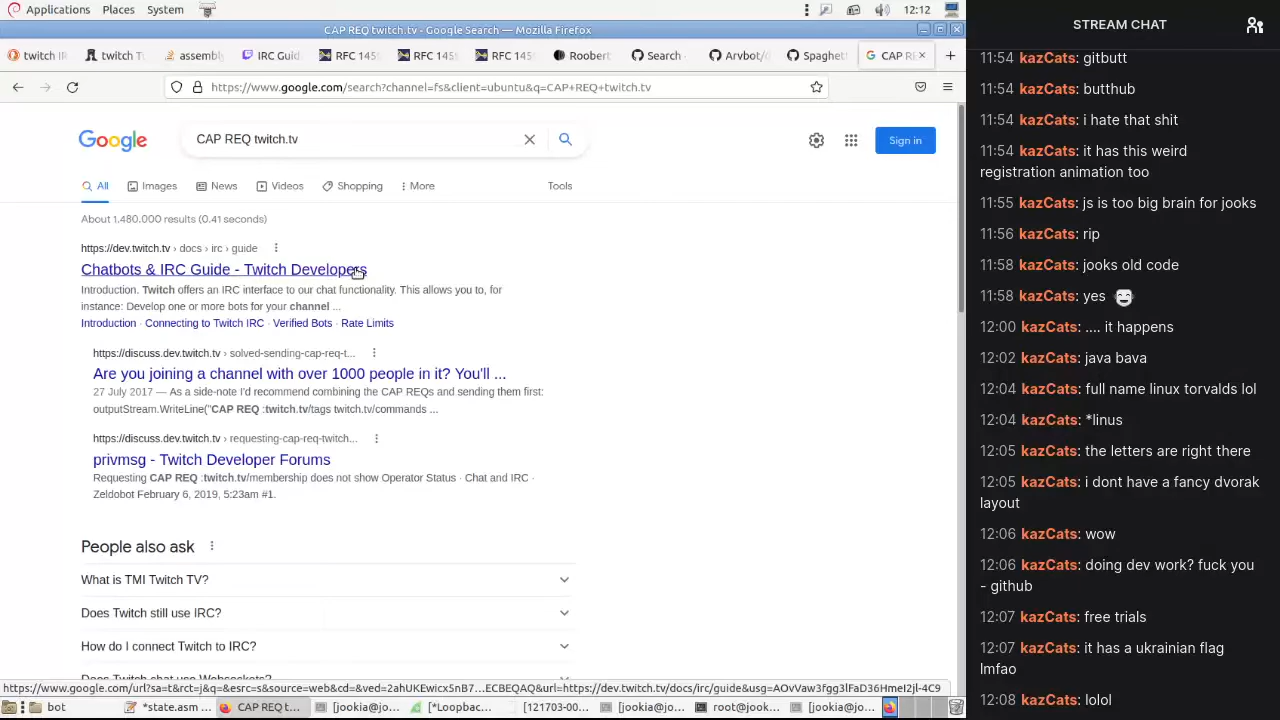 Applications Places System 12:12
CAP REQ twitch.tv - Google Search — Mozilla Firefox
twitch IR twitch T assembly IRC Guid RFC 145 RFC 145 RFC 145 Roobert Search - Arvbot/ Spaghet CAP RE
https://www.google.com/search?channel=fs&client=ubuntu&q=CAP+REQ+twitch.tv
Google
CAP REQ twitch.tv
Sign in
All Images News Videos Shopping More Tools
About 1.480.000 results (0.41 seconds)
https://dev.twitch.tv › docs › irc › guide
Chatbots & IRC Guide - Twitch Developers
Introduction. Twitch offers an IRC interface to our chat functionality. This allows you to, for
instance: Develop one or more bots for your channel ...
Introduction · Connecting to Twitch IRC · Verified Bots · Rate Limits
https://discuss.dev.twitch.tv › solved-sending-cap-req-t...
Are you joining a channel with over 1000 people in it? You'll ...
27 July 2017 — As a side-note I'd recommend combining the CAP REQs and sending them first:
outputStream.WriteLine("CAP REQ :twitch.tv/tags twitch.tv/commands ...
https://discuss.dev.twitch.tv › requesting-cap-req-twitch...
privmsg - Twitch Developer Forums
Requesting CAP REQ :twitch.tv/membership does not show Operator Status · Chat and IRC ·
Zeldobot February 6, 2019, 5:23am #1.
People also ask
What is TMI Twitch TV?
Does Twitch still use IRC?
How do I connect Twitch to IRC?
Does Twitch chat use Websockets?
bot *state.asm ... CAP REQ t... [jookia@jo... [*Loopbac... [121703-00... [jookia@jo... root@jook... [jookia@jo...
STREAM CHAT
11:54 kazCats: gitbutt
11:54 kazCats: butthub
11:54 kazCats: i hate that shit
11:54 kazCats: it has this weird
registration animation too
11:55 kazCats: js is too big brain for jooks
11:56 kazCats: rip
11:58 kazCats: jooks old code
11:58 kazCats: yes
12:00 kazCats: .... it happens
12:02 kazCats: java bava
12:04 kazCats: full name linux torvalds lol
12:04 kazCats: *linus
12:05 kazCats: the letters are right there
12:05 kazCats: i dont have a fancy dvorak
layout
12:06 kazCats: wow
12:06 kazCats: doing dev work? fuck you
- github
12:07 kazCats: free trials
12:07 kazCats: it has a ukrainian flag
lmfao
12:08 kazCats: lolol